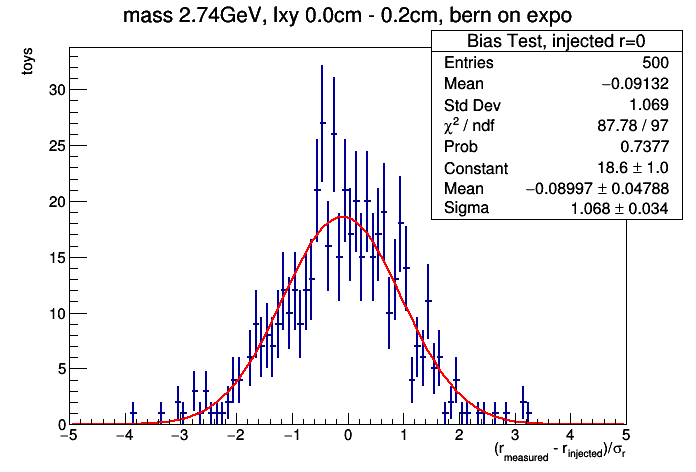 mass 2.74GeV, lxy 0.0cm - 0.2cm, bern on expo
toys
Bias Test, injected r=0
Entries 500
Mean −0.09132
Std Dev 1.069
χ² / ndf 87.78 / 97
Prob 0.7377
Constant 18.6 ± 1.0
Mean −0.08997 ± 0.04788
Sigma 1.068 ± 0.034
30
25
20
15
10
5
0
−5 −4 −3 −2 −1 0 1 2 3 4 5
(r_measured - r_injected)/σ_r